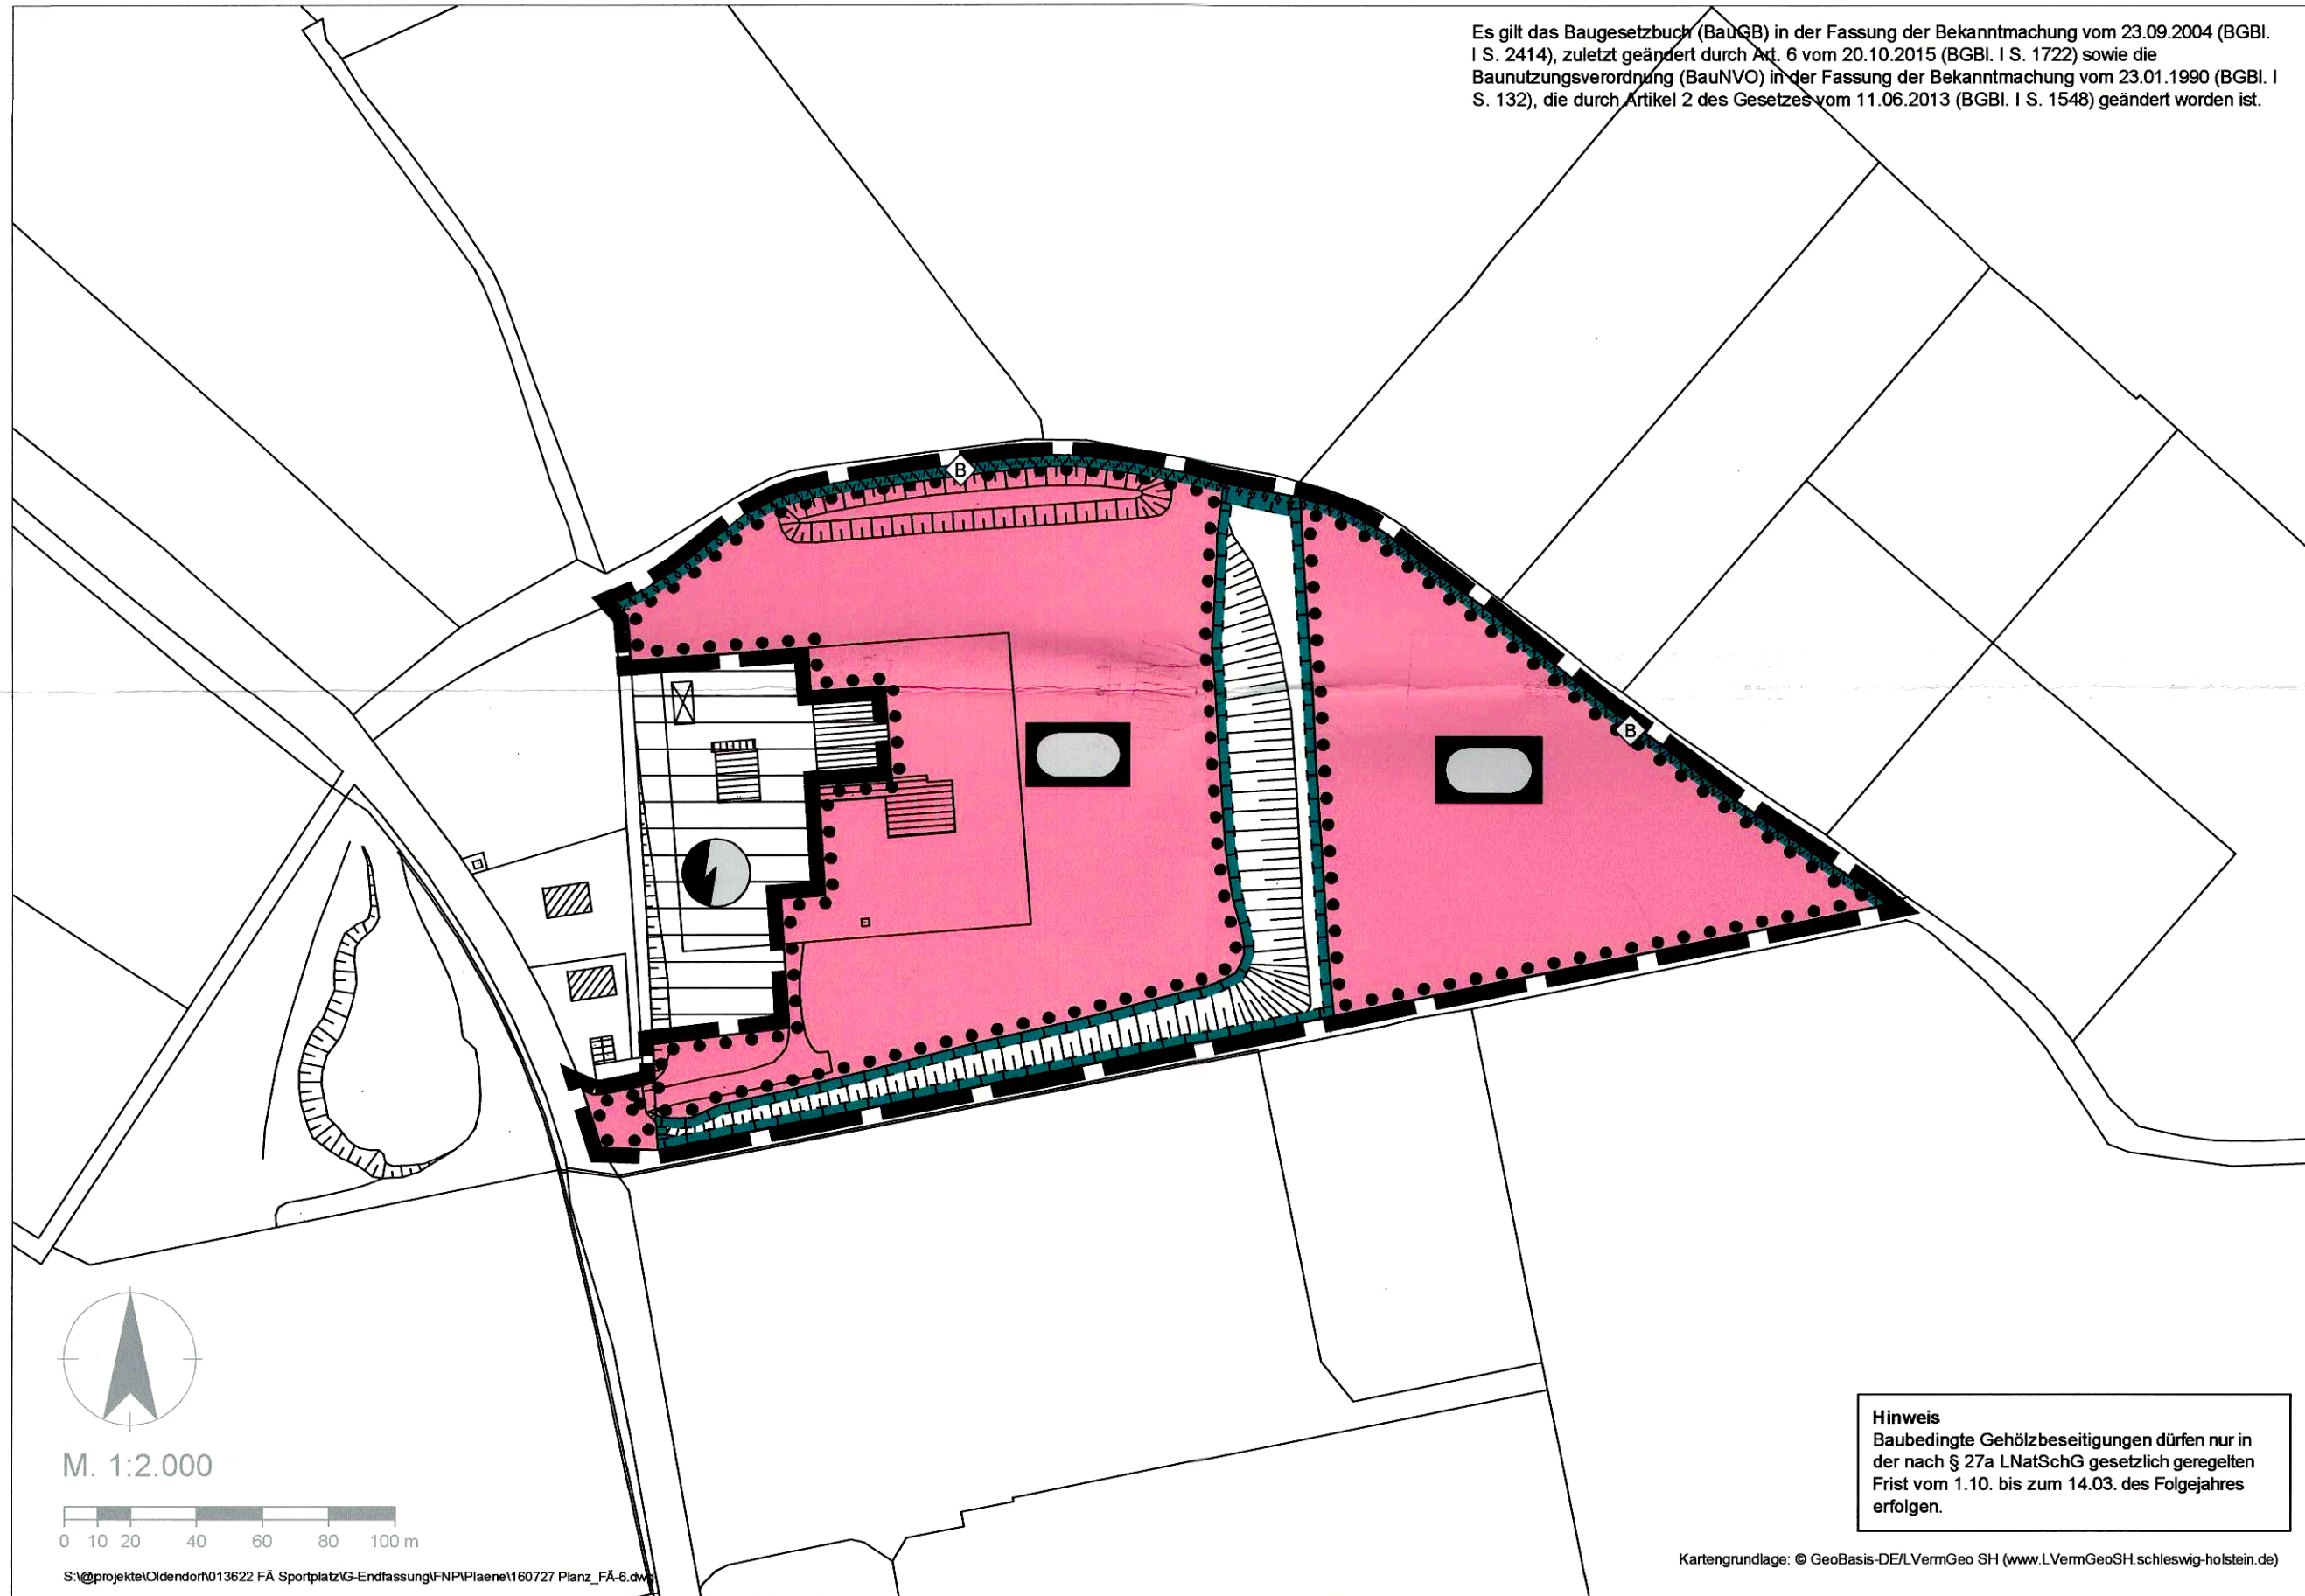 Es gilt das Baugesetzbuch (BauGB) in der Fassung der Bekanntmachung vom 23.09.2004 (BGBl.
I S. 2414), zuletzt geändert durch Art. 6 vom 20.10.2015 (BGBl. I S. 1722) sowie die
Baunutzungsverordnung (BauNVO) in der Fassung der Bekanntmachung vom 23.01.1990 (BGBl. I
S. 132), die durch Artikel 2 des Gesetzes vom 11.06.2013 (BGBl. I S. 1548) geändert worden ist.
B
B
M. 1:2.000
0 10 20 40 60 80 100 m
S:\@projekte\Oldendorf\013622 FÄ Sportplatz\G-Endfassung\FNP\Plaene\160727 Planz_FÄ-6.dwg
Hinweis
Baubedingte Gehölzbeseitigungen dürfen nur in
der nach § 27a LNatSchG gesetzlich geregelten
Frist vom 1.10. bis zum 14.03. des Folgejahres
erfolgen.
Kartengrundlage: © GeoBasis-DE/LVermGeo SH (www.LVermGeoSH.schleswig-holstein.de)